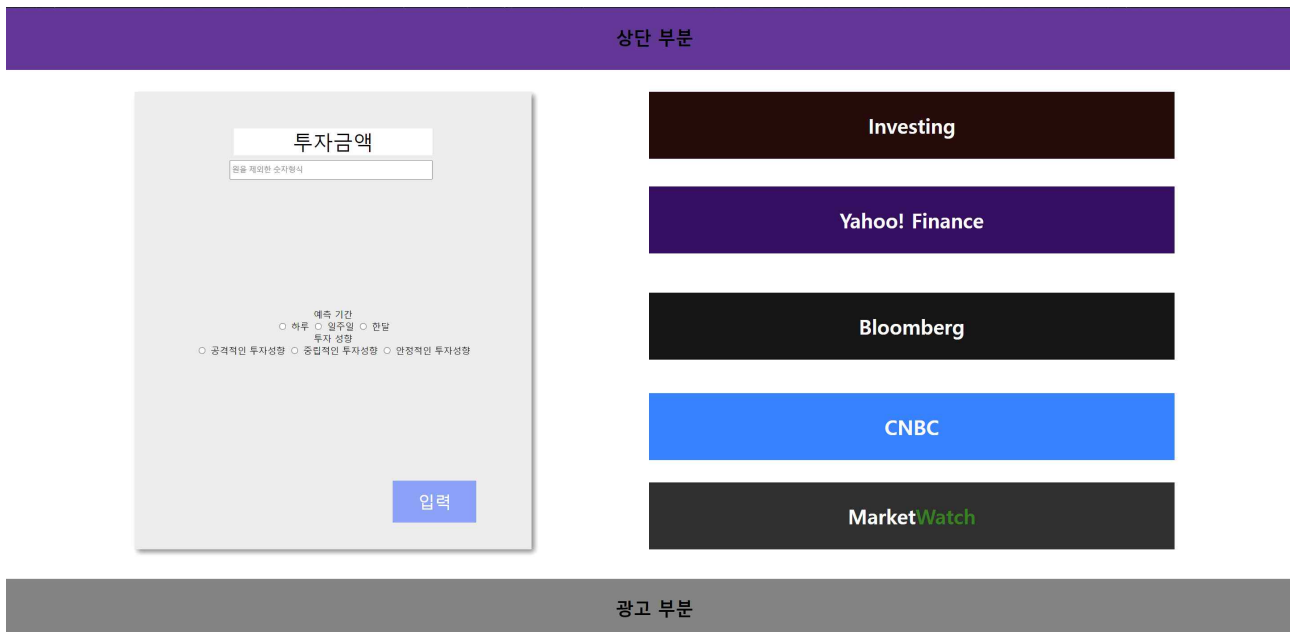 상단 부분
투자금액
원을 제외한 숫자형식
예측 기간
하루 일주일 한달
투자 성향
공격적인 투자성향 중립적인 투자성향 안정적인 투자성향
입력
Investing
Yahoo! Finance
Bloomberg
CNBC
MarketWatch
광고 부분